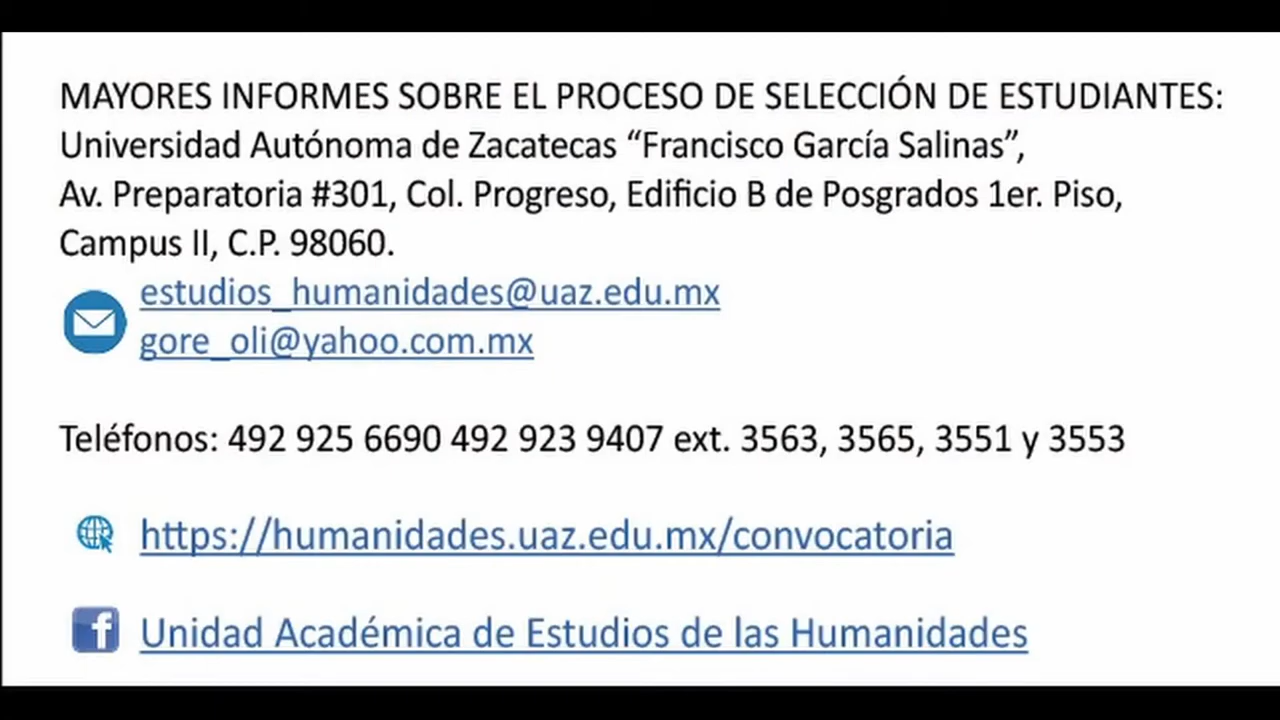 MAYORES INFORMES SOBRE EL PROCESO DE SELECCIÓN DE ESTUDIANTES:
Universidad Autónoma de Zacatecas “Francisco García Salinas”,
Av. Preparatoria #301, Col. Progreso, Edificio B de Posgrados 1er. Piso,
Campus II, C.P. 98060.
estudios_humanidades@uaz.edu.mx
gore_oli@yahoo.com.mx
Teléfonos: 492 925 6690 492 923 9407 ext. 3563, 3565, 3551 y 3553
https://humanidades.uaz.edu.mx/convocatoria
Unidad Académica de Estudios de las Humanidades